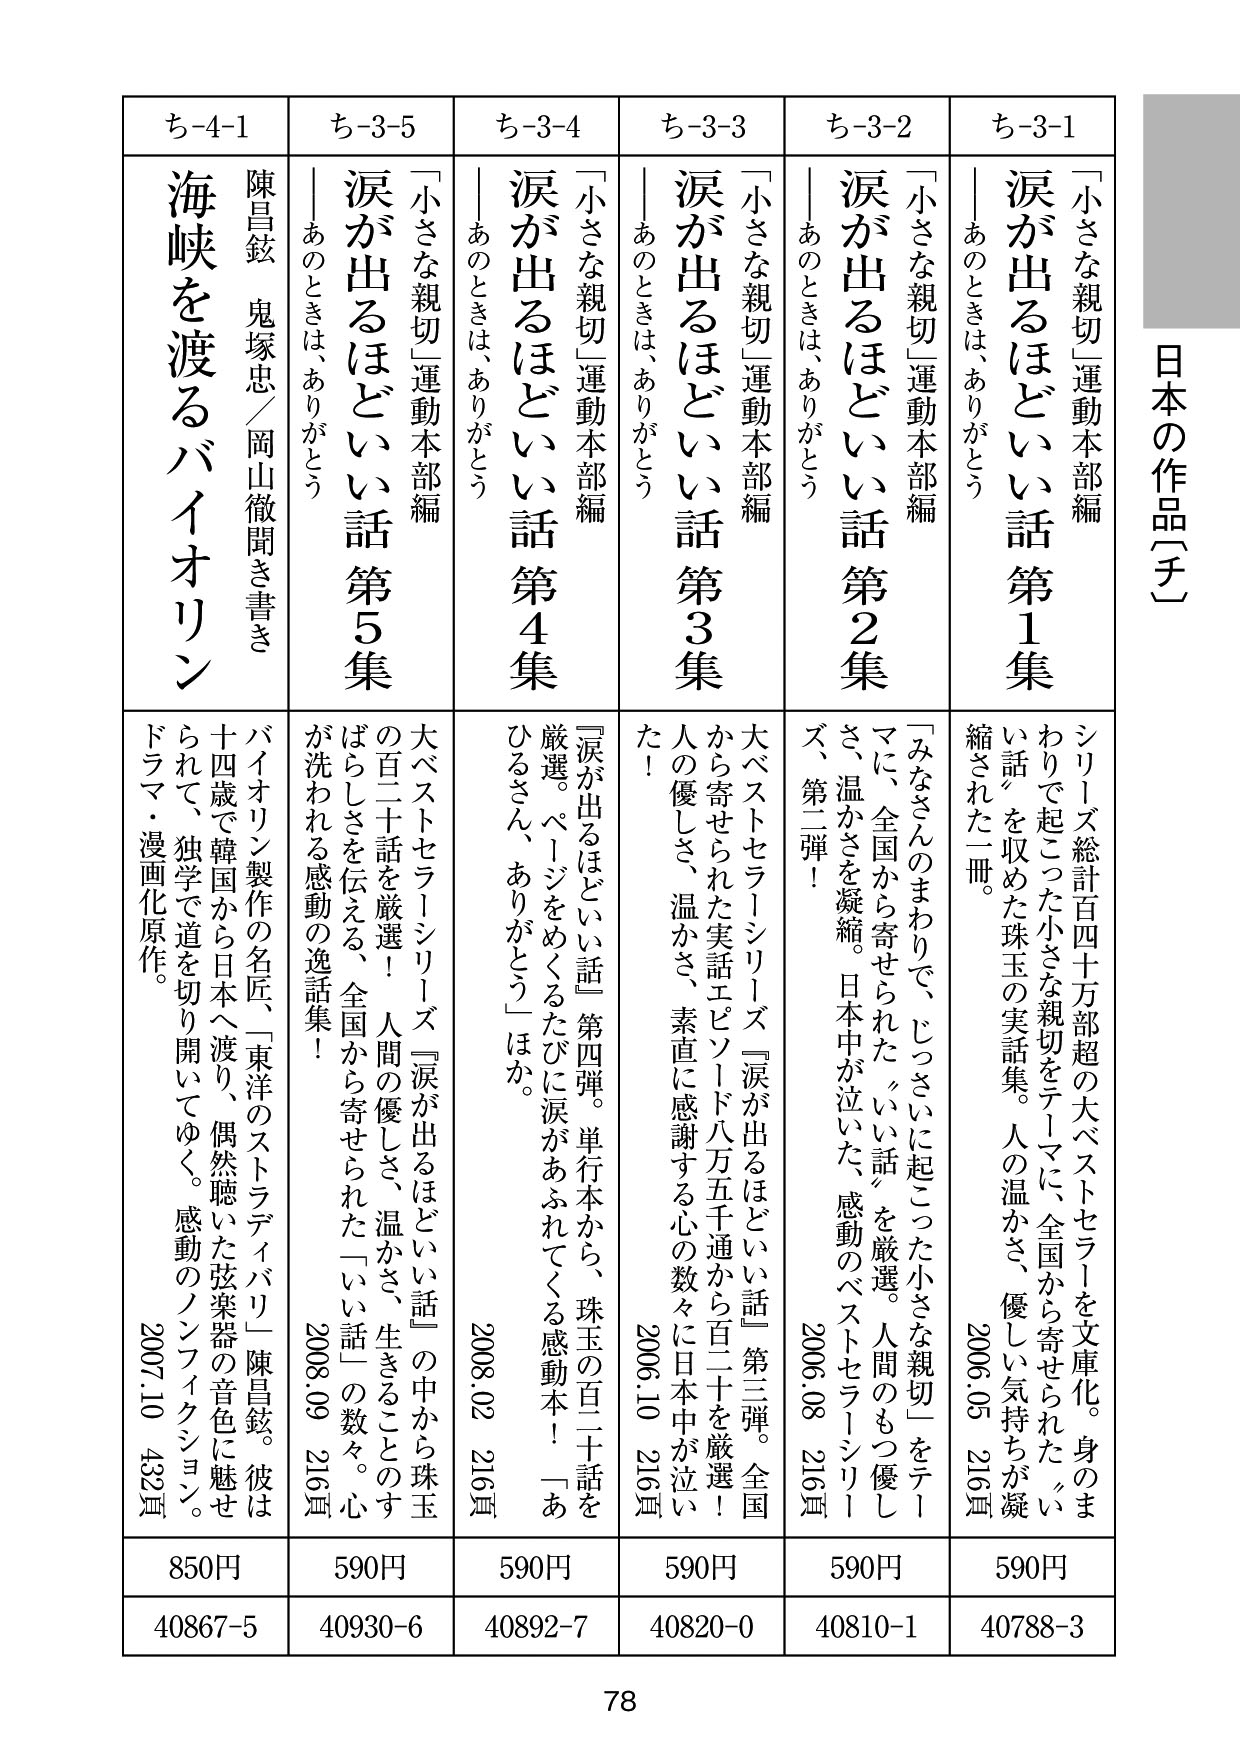 日本の作品〔チ〕
ち-3-1
「小さな親切」運動本部編
涙が出るほどいい話 第1集
――あのときは、ありがとう
シリーズ総計百四十万部超の大ベストセラーを文庫化。身のま
わりで起こった小さな親切をテーマに、全国から寄せられた〝い
い話〟を収めた珠玉の実話集。人の温かさ、優しい気持ちが凝
縮された一冊。
2006.05 216頁
590円
40788-3
ち-3-2
「小さな親切」運動本部編
涙が出るほどいい話 第2集
――あのときは、ありがとう
「みなさんのまわりで、じっさいに起こった小さな親切」をテー
マに、全国から寄せられた〝いい話〟を厳選。人間のもつ優し
さ、温かさを凝縮。日本中が泣いた、感動のベストセラーシリー
ズ、第二弾！
2006.08 216頁
590円
40810-1
ち-3-3
「小さな親切」運動本部編
涙が出るほどいい話 第3集
――あのときは、ありがとう
大ベストセラーシリーズ『涙が出るほどいい話』第三弾。全国
から寄せられた実話エピソード八万五千通から百二十を厳選！
人の優しさ、温かさ、素直に感謝する心の数々に日本中が泣い
た！
2006.10 216頁
590円
40820-0
ち-3-4
「小さな親切」運動本部編
涙が出るほどいい話 第4集
――あのときは、ありがとう
『涙が出るほどいい話』第四弾。単行本から、珠玉の百二十話を
厳選。ページをめくるたびに涙があふれてくる感動本！ 「あ
ひるさん、ありがとう」ほか。
2008.02 216頁
590円
40892-7
ち-3-5
「小さな親切」運動本部編
涙が出るほどいい話 第5集
――あのときは、ありがとう
大ベストセラーシリーズ『涙が出るほどいい話』の中から珠玉
の百二十話を厳選！ 人間の優しさ、温かさ、生きることのす
ばらしさを伝える、全国から寄せられた「いい話」の数々。心
が洗われる感動の逸話集！
2008.09 216頁
590円
40930-6
ち-4-1
陳昌鉉 鬼塚忠／岡山徹聞き書き
海峡を渡るバイオリン
バイオリン製作の名匠、「東洋のストラディバリ」陳昌鉉。彼は
十四歳で韓国から日本へ渡り、偶然聴いた弦楽器の音色に魅せ
られて、独学で道を切り開いてゆく。感動のノンフィクション。
ドラマ・漫画化原作。
2007.10 432頁
850円
40867-5
78